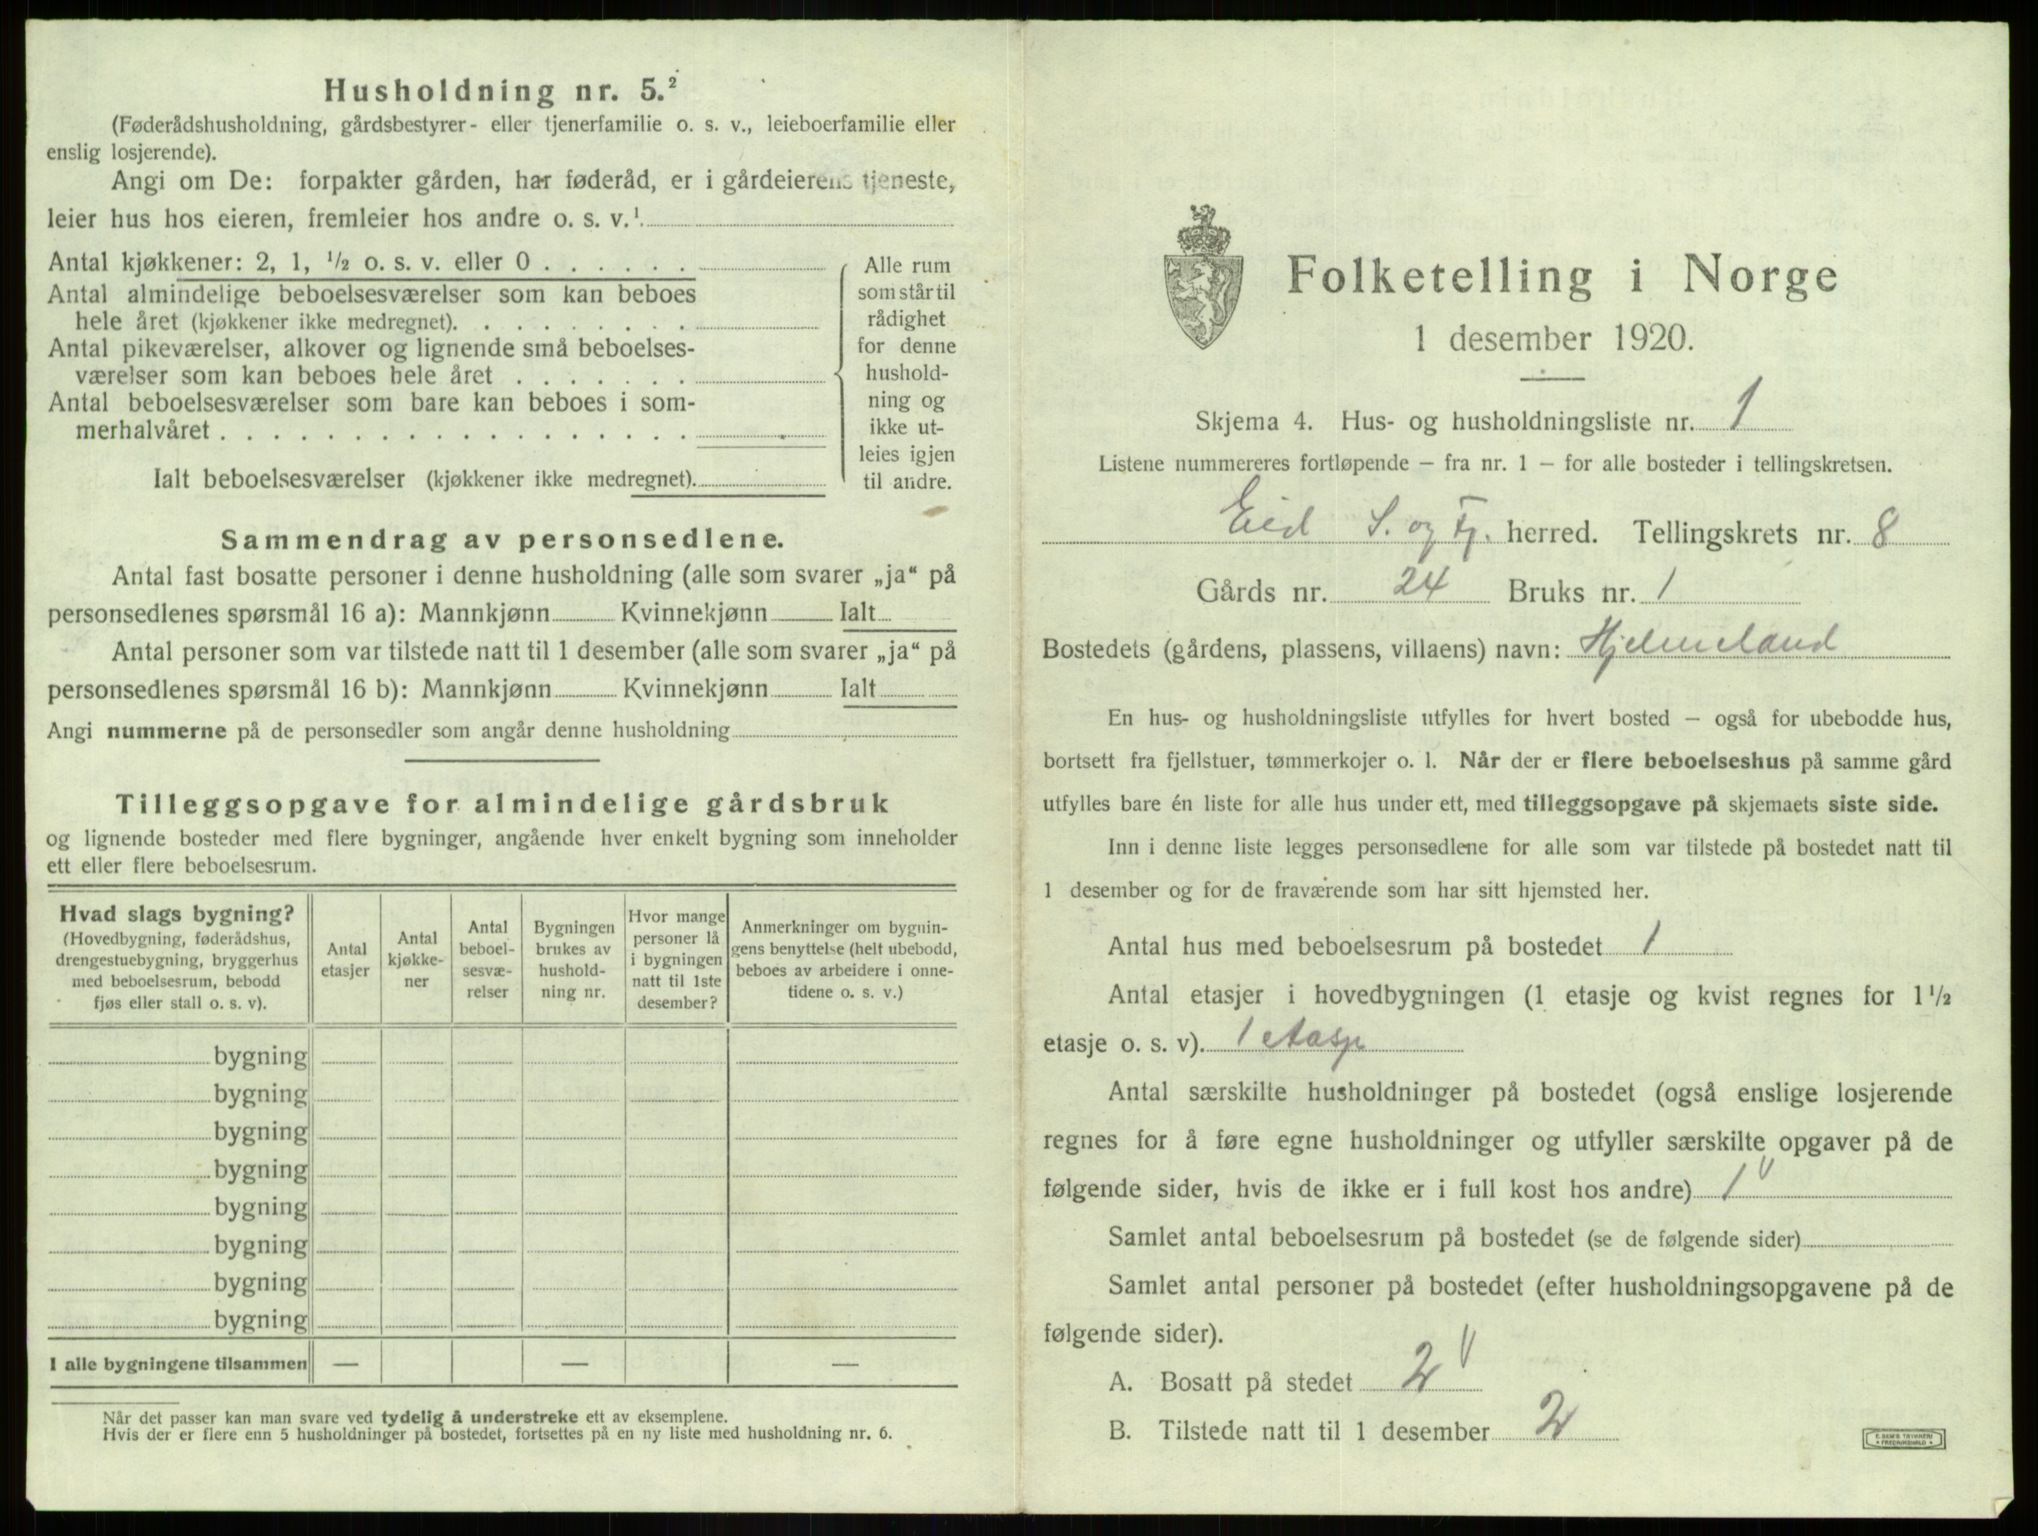 Husholdning nr. 5.²
(Føderådshusholdning, gårdsbestyrer- eller tjenerfamilie o. s. v., leieboerfamilie eller
enslig losjerende).
Angi om De: forpakter gården, har føderåd, er i gårdeierens tjeneste,
leier hus hos eieren, fremleier hos andre o. s. v.¹
Antal kjøkkener: 2, 1, ½ o. s. v. eller 0 . . . . . .
Antal almindelige beboelsesværelser som kan beboes
hele året (kjøkkener ikke medregnet). . . . . . . . .
Antal pikeværelser, alkover og lignende små beboelses-
værelser som kan beboes hele året . . . . . . .
Antal beboelsesværelser som bare kan beboes i som-
merhalvåret . . . . . . . . . . . . . . . . . .
Ialt beboelsesværelser (kjøkkener ikke medregnet).
Alle rum
som står til
rådighet
for denne
hushold-
ning og
ikke ut-
leies igjen
til andre.
Sammendrag av personsedlene.
Antal fast bosatte personer i denne husholdning (alle som svarer „ja“ på
personsedlenes spørsmål 16 a): Mannkjønn Kvinnekjønn Ialt
Antal personer som var tilstede natt til 1 desember (alle som svarer „ja“ på
personsedlenes spørsmål 16 b): Mannkjønn Kvinnekjønn Ialt
Angi nummerne på de personsedler som angår denne husholdning
Tilleggsopgave for almindelige gårdsbruk
og lignende bosteder med flere bygninger, angående hver enkelt bygning som inneholder
ett eller flere beboelsesrum.
Hvad slags bygning?
(Hovedbygning, føderådshus,
drengestuebygning, bryggerhus
med beboelsesrum, bebodd
fjøs eller stall o. s. v).
Antal
etasjer
Antal
kjøkke-
ner
Antal
beboel-
sesvæ-
relser
Bygningen
brukes av
hushold-
ning nr.
Hvor mange
personer lå
i bygningen
natt til 1ste
desember?
Anmerkninger om bygnin-
gens benyttelse (helt ubebodd,
beboes av arbeidere i onne-
tidene o. s. v.)
bygning
bygning
bygning
bygning
bygning
bygning
bygning
bygning
I alle bygningene tilsammen — — —
Når det passer kan man svare ved tydelig å understreke ett av eksemplene.
Hvis der er flere enn 5 husholdninger på bostedet, fortsettes på en ny liste med husholdning nr. 6.
Folketelling i Norge
1 desember 1920.
Skjema 4. Hus- og husholdningsliste nr. 1
Listene nummereres fortløpende – fra nr. 1 – for alle bosteder i tellingskretsen.
Eid S. og Fj. herred. Tellingskrets nr. 8
Gårds nr. 24 Bruks nr. 1
Bostedets (gårdens, plassens, villaens) navn: Hjelmeland
En hus- og husholdningsliste utfylles for hvert bosted – også for ubebodde hus,
bortsett fra fjellstuer, tømmerkojer o. l. Når der er flere beboelseshus på samme gård
utfylles bare én liste for alle hus under ett, med tilleggsopgave på skjemaets siste side.
Inn i denne liste legges personsedlene for alle som var tilstede på bostedet natt til
1 desember og for de fraværende som har sitt hjemsted her.
Antal hus med beboelsesrum på bostedet 1
Antal etasjer i hovedbygningen (1 etasje og kvist regnes for 1½
etasje o. s. v). 1 etasje
Antal særskilte husholdninger på bostedet (også enslige losjerende
regnes for å føre egne husholdninger og utfyller særskilte opgaver på de
følgende sider, hvis de ikke er i full kost hos andre) 1
Samlet antal beboelsesrum på bostedet (se de følgende sider)
Samlet antal personer på bostedet (efter husholdningsopgavene på de
følgende sider).
A. Bosatt på stedet 2
B. Tilstede natt til 1 desember 2